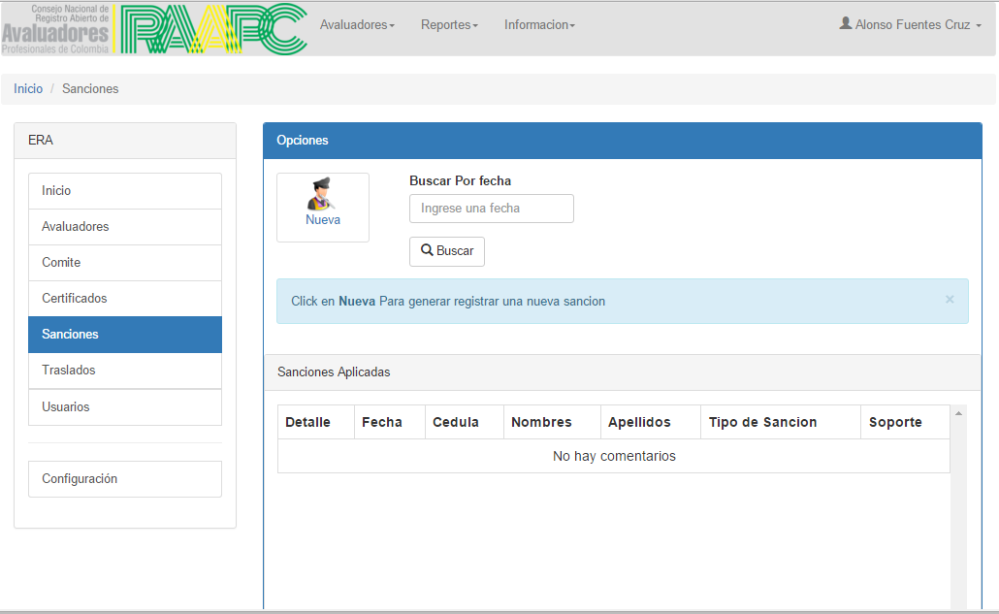 Consejo Nacional de
Registro Abierto de
Avaluadores
Profesionales de Colombia
RAAPC
Avaluadores
Reportes
Informacion
Alonso Fuentes Cruz
Inicio / Sanciones
ERA
Inicio
Avaluadores
Comite
Certificados
Sanciones
Traslados
Usuarios
Configuración
Opciones
Nueva
Buscar Por fecha
Ingrese una fecha
Buscar
Click en Nueva Para generar registrar una nueva sancion ×
Sanciones Aplicadas
Detalle Fecha Cedula Nombres Apellidos Tipo de Sancion Soporte
No hay comentarios